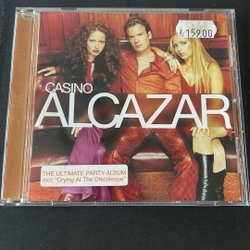 159.00
CASINO
ALCAZAR
THE ULTIMATE PARTY-ALBUM
Incl: "Crying At The Discoteque"